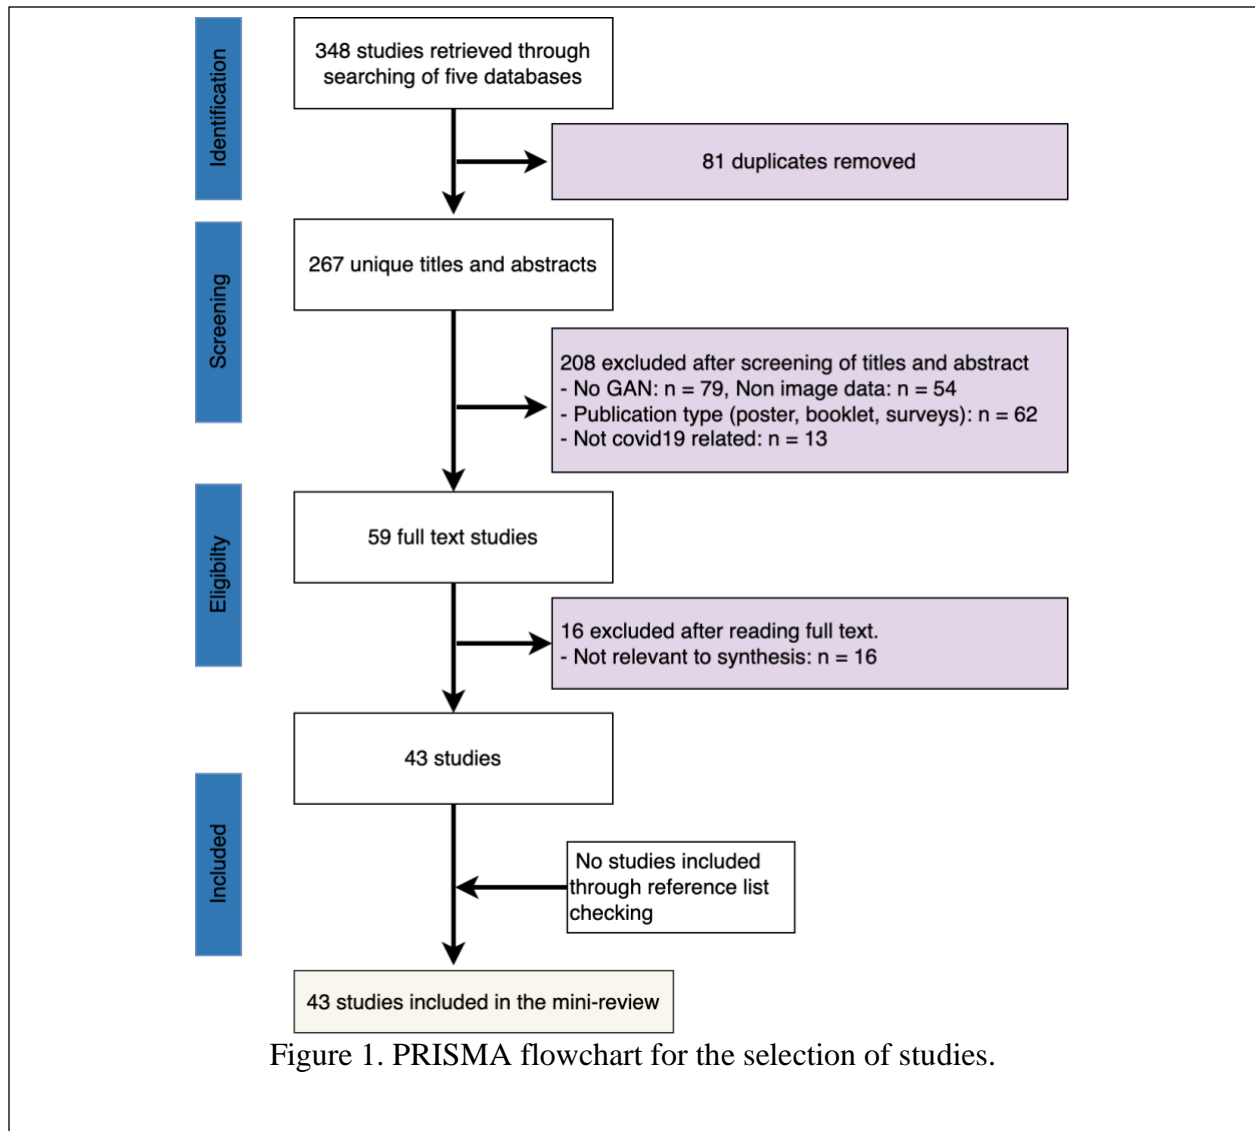 Identification
348 studies retrieved through
searching of five databases
81 duplicates removed
Screening
267 unique titles and abstracts
208 excluded after screening of titles and abstract
- No GAN: n = 79, Non image data: n = 54
- Publication type (poster, booklet, surveys): n = 62
- Not covid19 related: n = 13
Eligibilty
59 full text studies
16 excluded after reading full text.
- Not relevant to synthesis: n = 16
43 studies
Included
No studies included
through reference list
checking
43 studies included in the mini-review
Figure 1. PRISMA flowchart for the selection of studies.